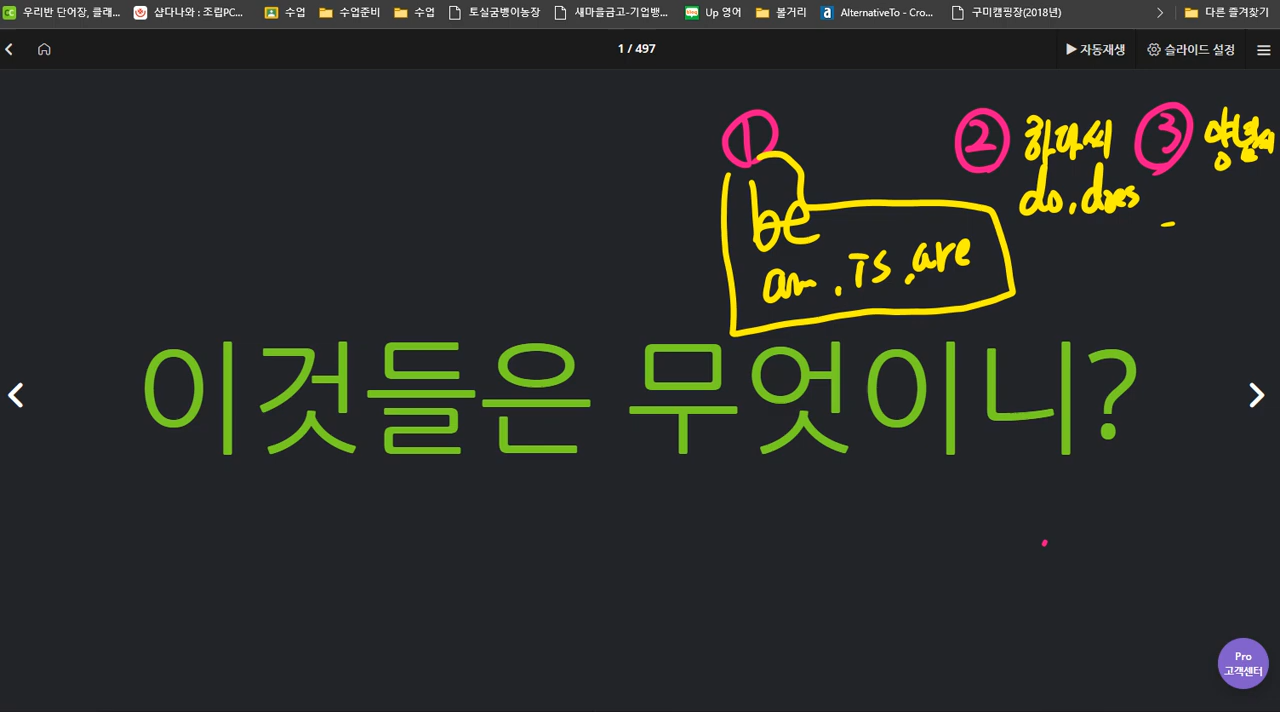 우리반 단어장, 클래... 샵다나와 : 조립PC... 수업 수업준비 수업 토실궁뱅이농장 새마을금고-기업뱅... Up 영어 볼거리 AlternativeTo - Cro... 구미캠핑장(2018년) 다른 즐겨찾기
1 / 497
자동재생 슬라이드 설정
① ② 하다씨 ③ 양념씨
be do, does
am, is, are
이것들은 무엇이니?
Pro
고객센터